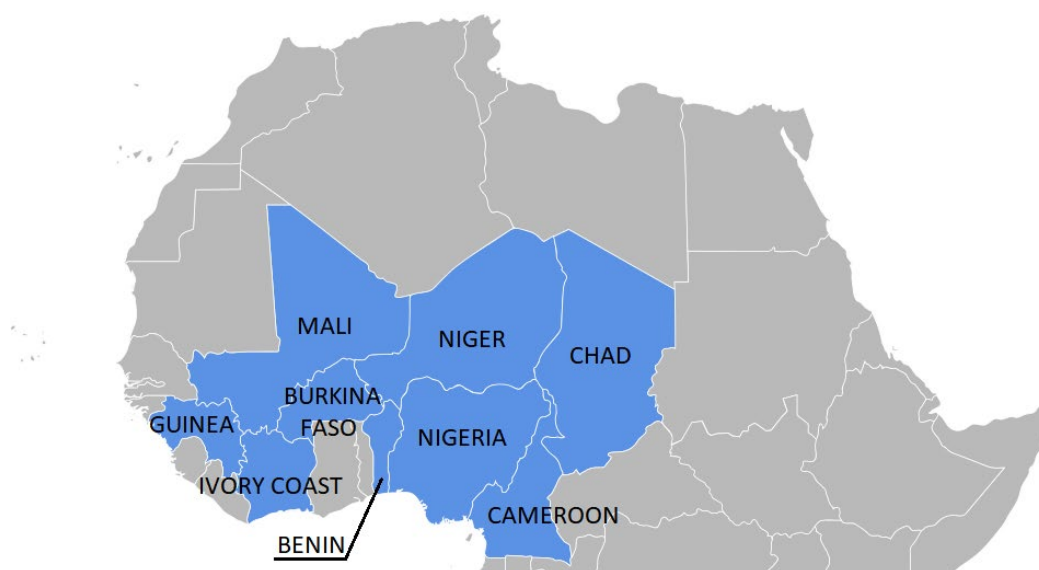 MALI
NIGER
CHAD
BURKINA
FASO
GUINEA
NIGERIA
IVORY COAST
CAMEROON
BENIN